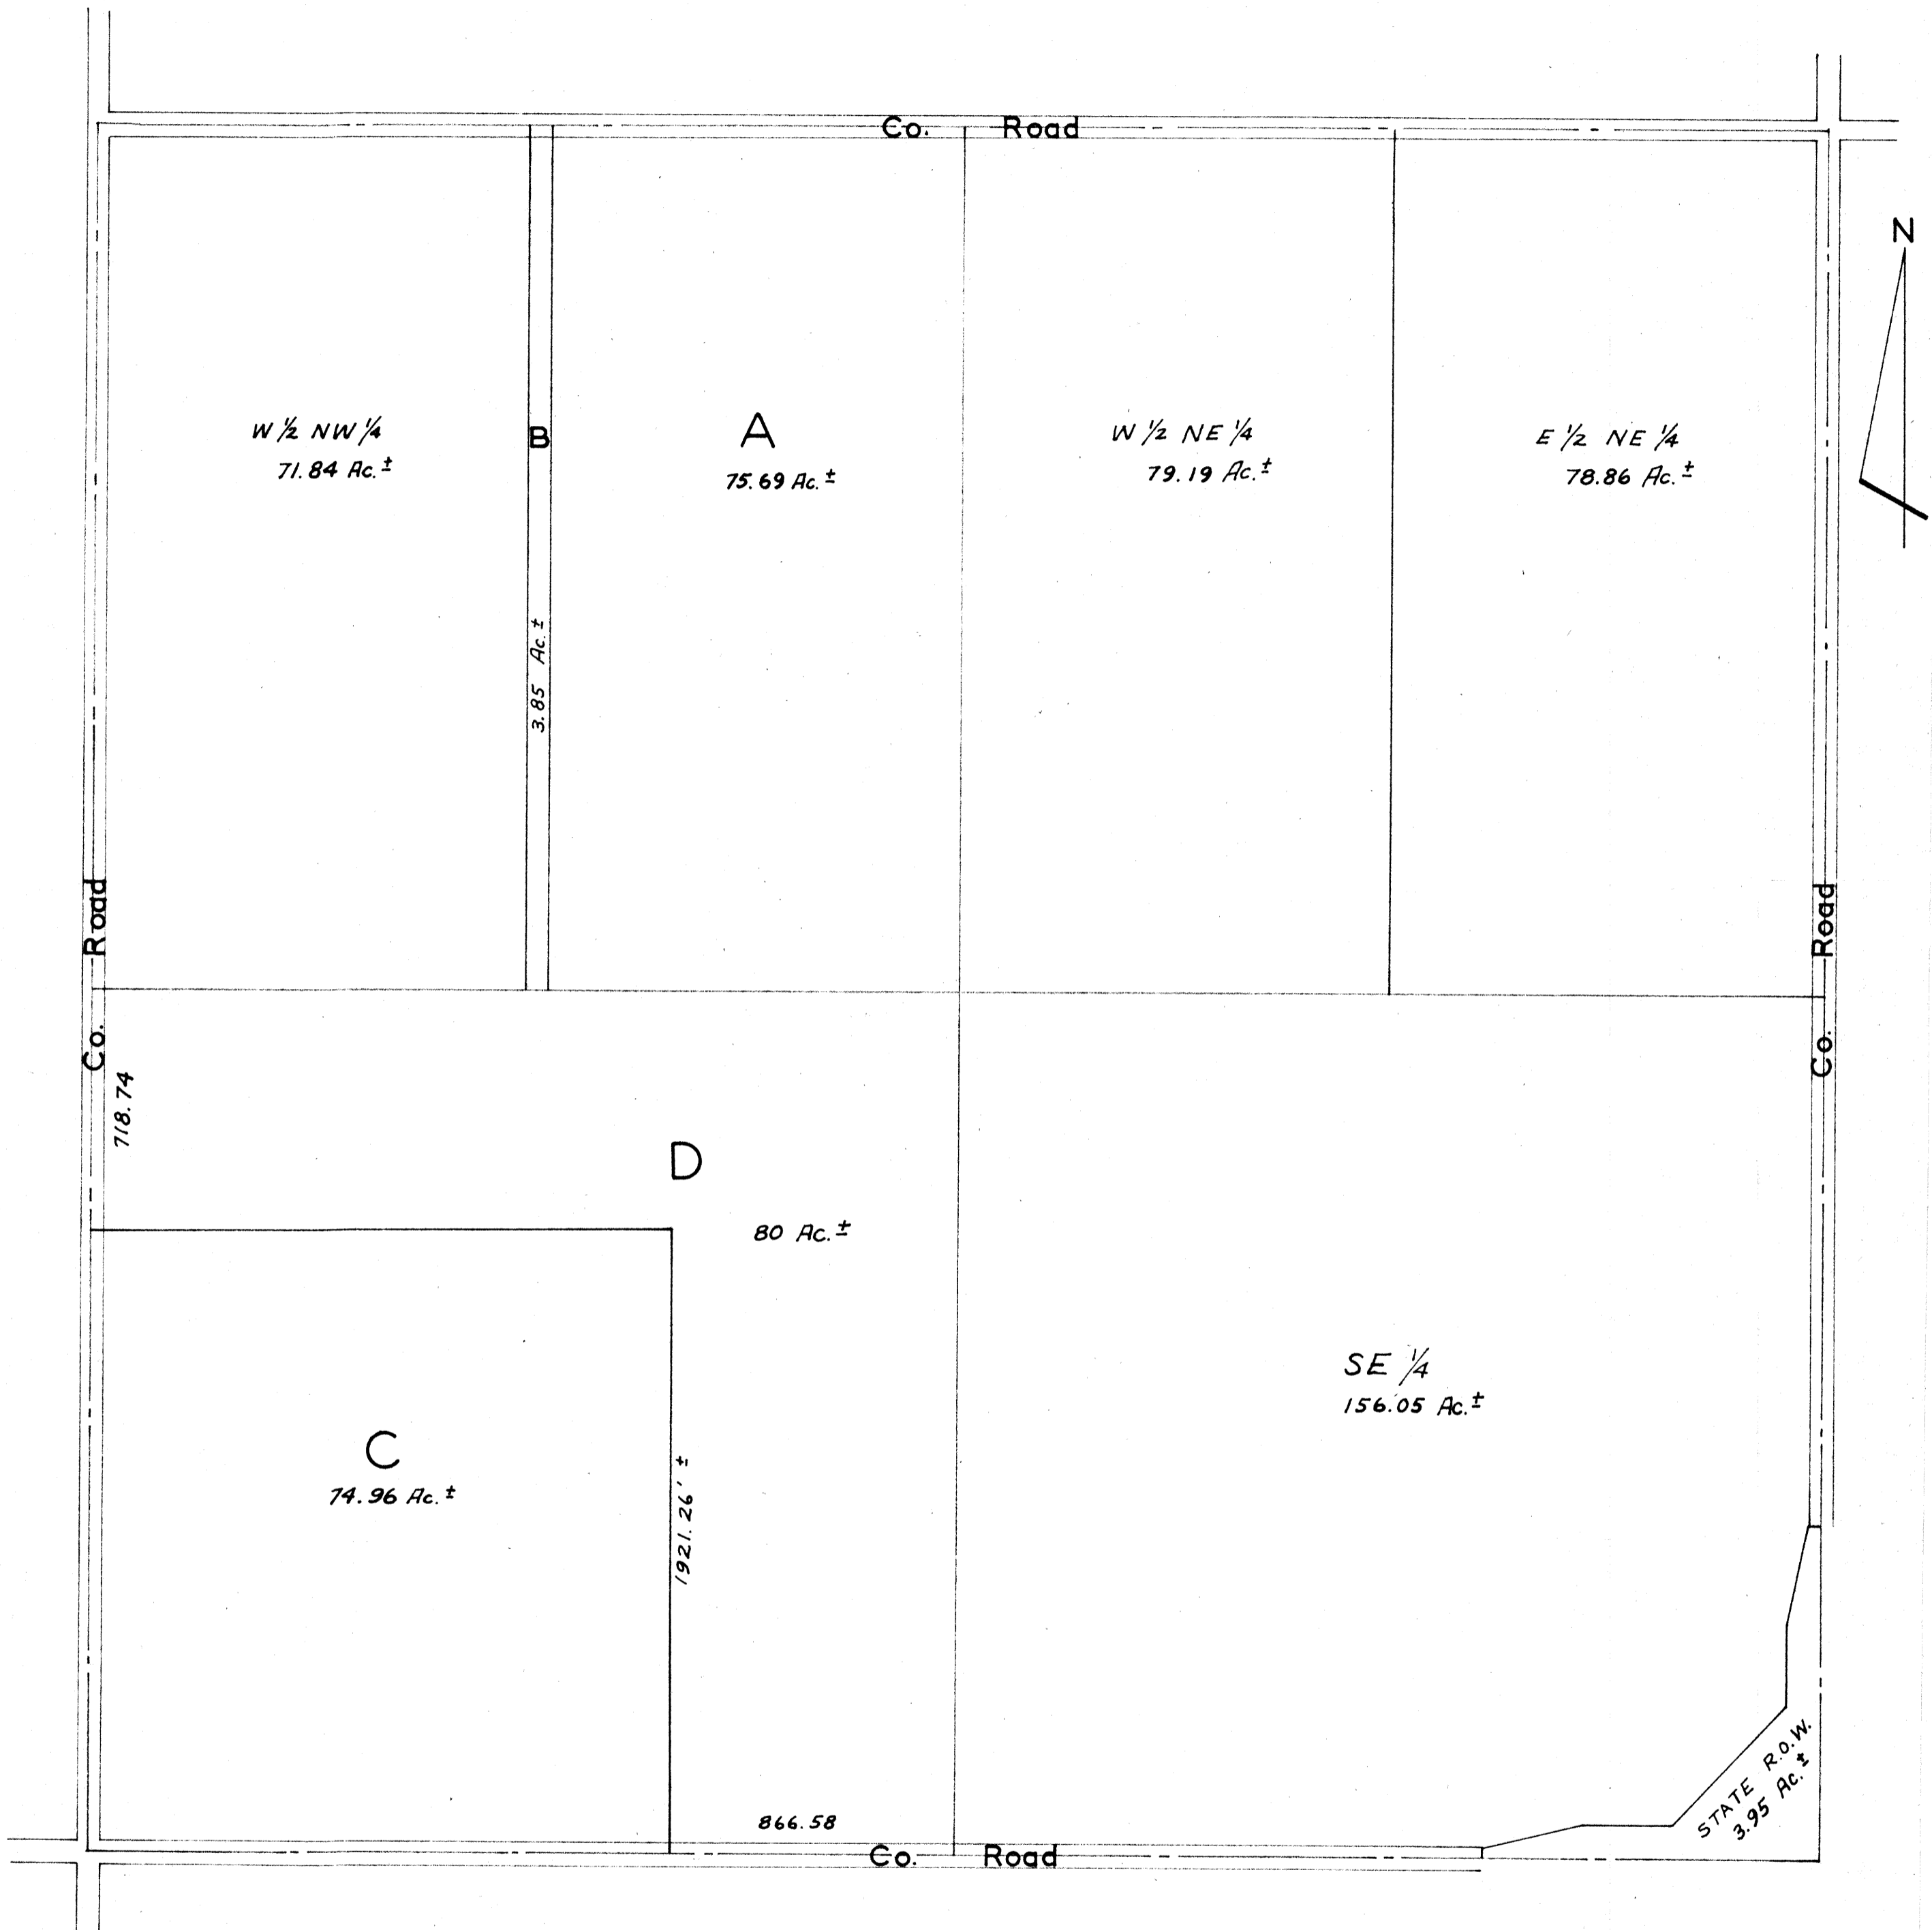 Co. Road
N
W ½ NW ¼
71.84 Ac. ±
B
3.85 Ac. ±
A
75.69 Ac. ±
W ½ NE ¼
79.19 Ac. ±
E ½ NE ¼
78.86 Ac. ±
Co. Road
Co. Road
718.74
D
80 Ac. ±
C
74.96 Ac. ±
1921.26' ±
SE ¼
156.05 Ac. ±
866.58
STATE R.O.W.
3.95 Ac. ±
Co. Road